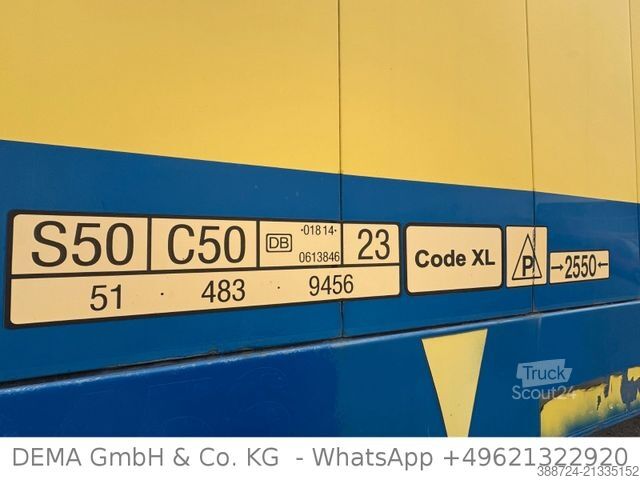 S50 C50 DB ·01814· 0613846 23
51 · 483 · 9456
Code XL
P
→2550←
Truck
Scout24
DEMA GmbH & Co. KG - WhatsApp +49621322920
388724-21335152